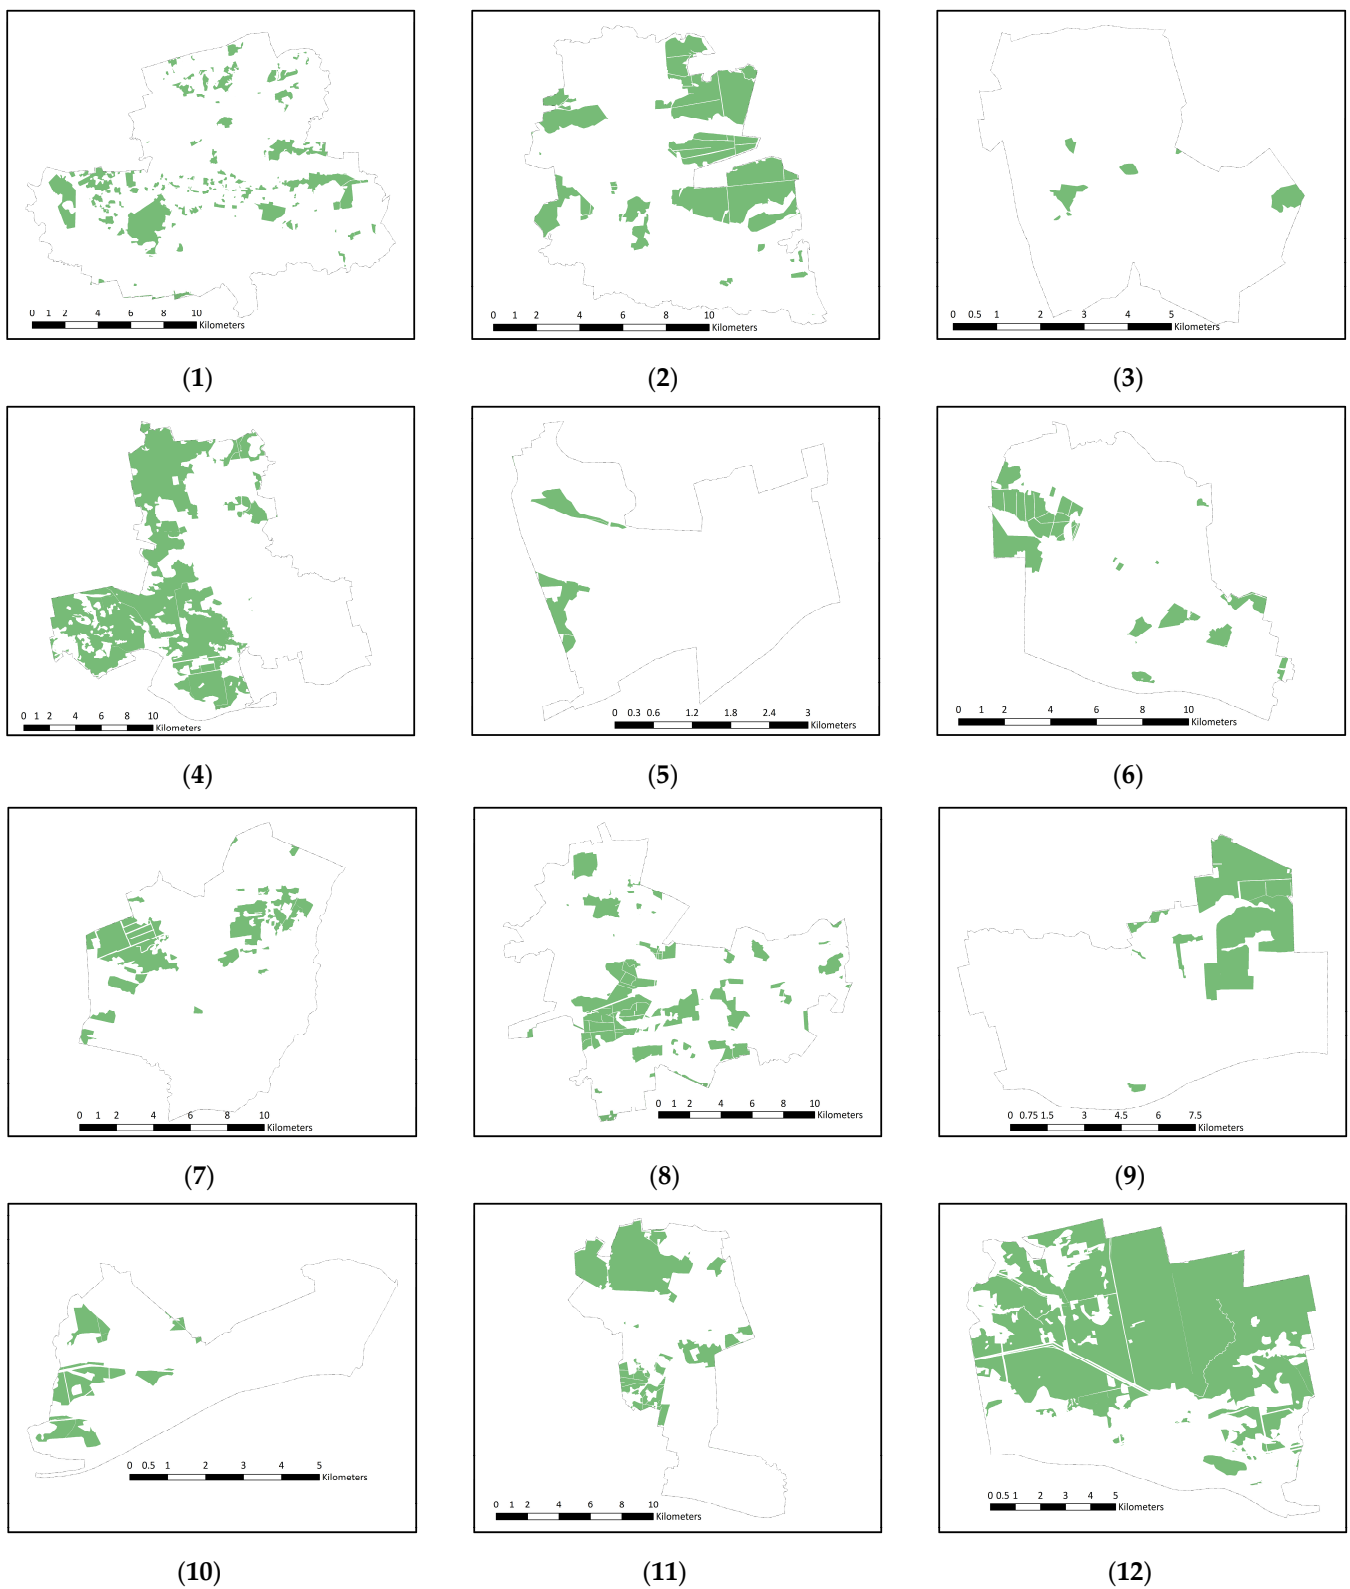 0 1 2 4 6 8 10 Kilometers
0 1 2 4 6 8 10 Kilometers
0 0.5 1 2 3 4 5 Kilometers
(1)
(2)
(3)
0 1 2 4 6 8 10 Kilometers
0 0.3 0.6 1.2 1.8 2.4 3 Kilometers
0 1 2 4 6 8 10 Kilometers
(4)
(5)
(6)
0 1 2 4 6 8 10 Kilometers
0 1 2 4 6 8 10 Kilometers
0 0.75 1.5 3 4.5 6 7.5 Kilometers
(7)
(8)
(9)
0 0.5 1 2 3 4 5 Kilometers
0 1 2 4 6 8 10 Kilometers
0 0.5 1 2 3 4 5 Kilometers
(10)
(11)
(12)